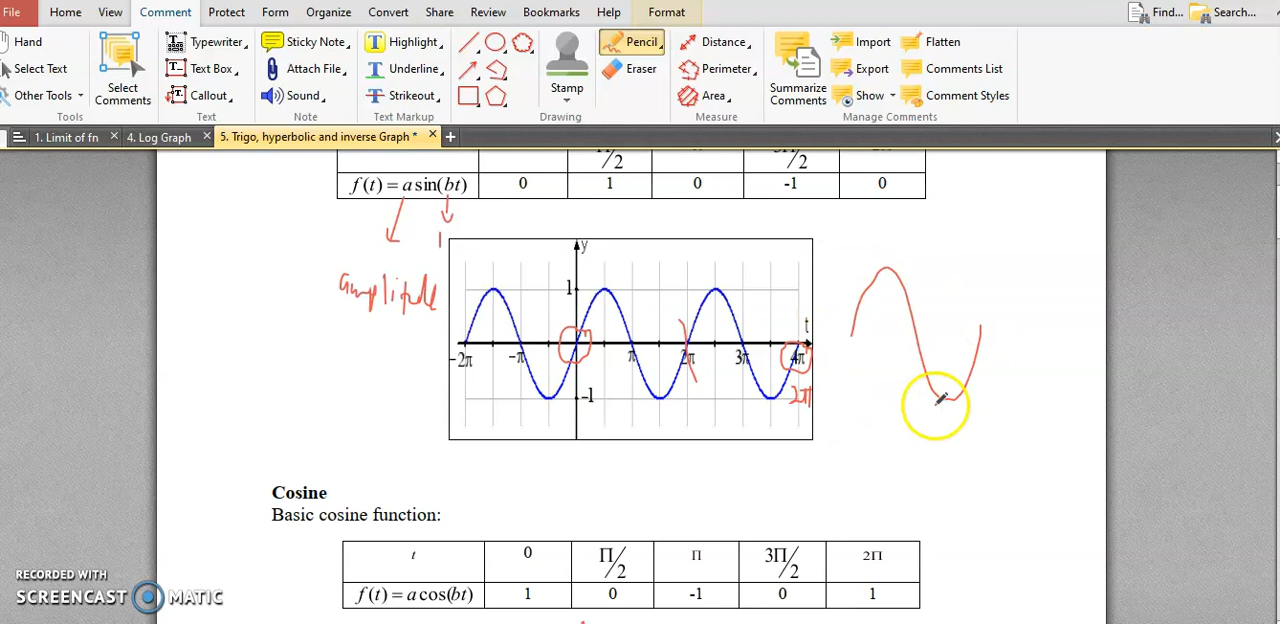 File Home View Comment Protect Form Organize Convert Share Review Bookmarks Help Format Find... Search...
Hand Typewriter Sticky Note Highlight Pencil Distance Import Flatten
Select Text Text Box Attach File Underline Eraser Perimeter Export Comments List
Other Tools Select Comments Callout Sound Strikeout Stamp Area Summarize Comments Show Comment Styles
Tools Text Note Text Markup Drawing Measure Manage Comments
1. Limit of fn 4. Log Graph 5. Trigo, hyperbolic and inverse Graph *
/2 /2
f(t) = a sin(bt) 0 1 0 -1 0
1
amplitude
y
1
t
-2π -π π 2π 3π 4π
-1
2π
Cosine
Basic cosine function:
t 0 Π/2 Π 3Π/2 2Π
f(t) = a cos(bt) 1 0 -1 0 1
RECORDED WITH
SCREENCAST MATIC